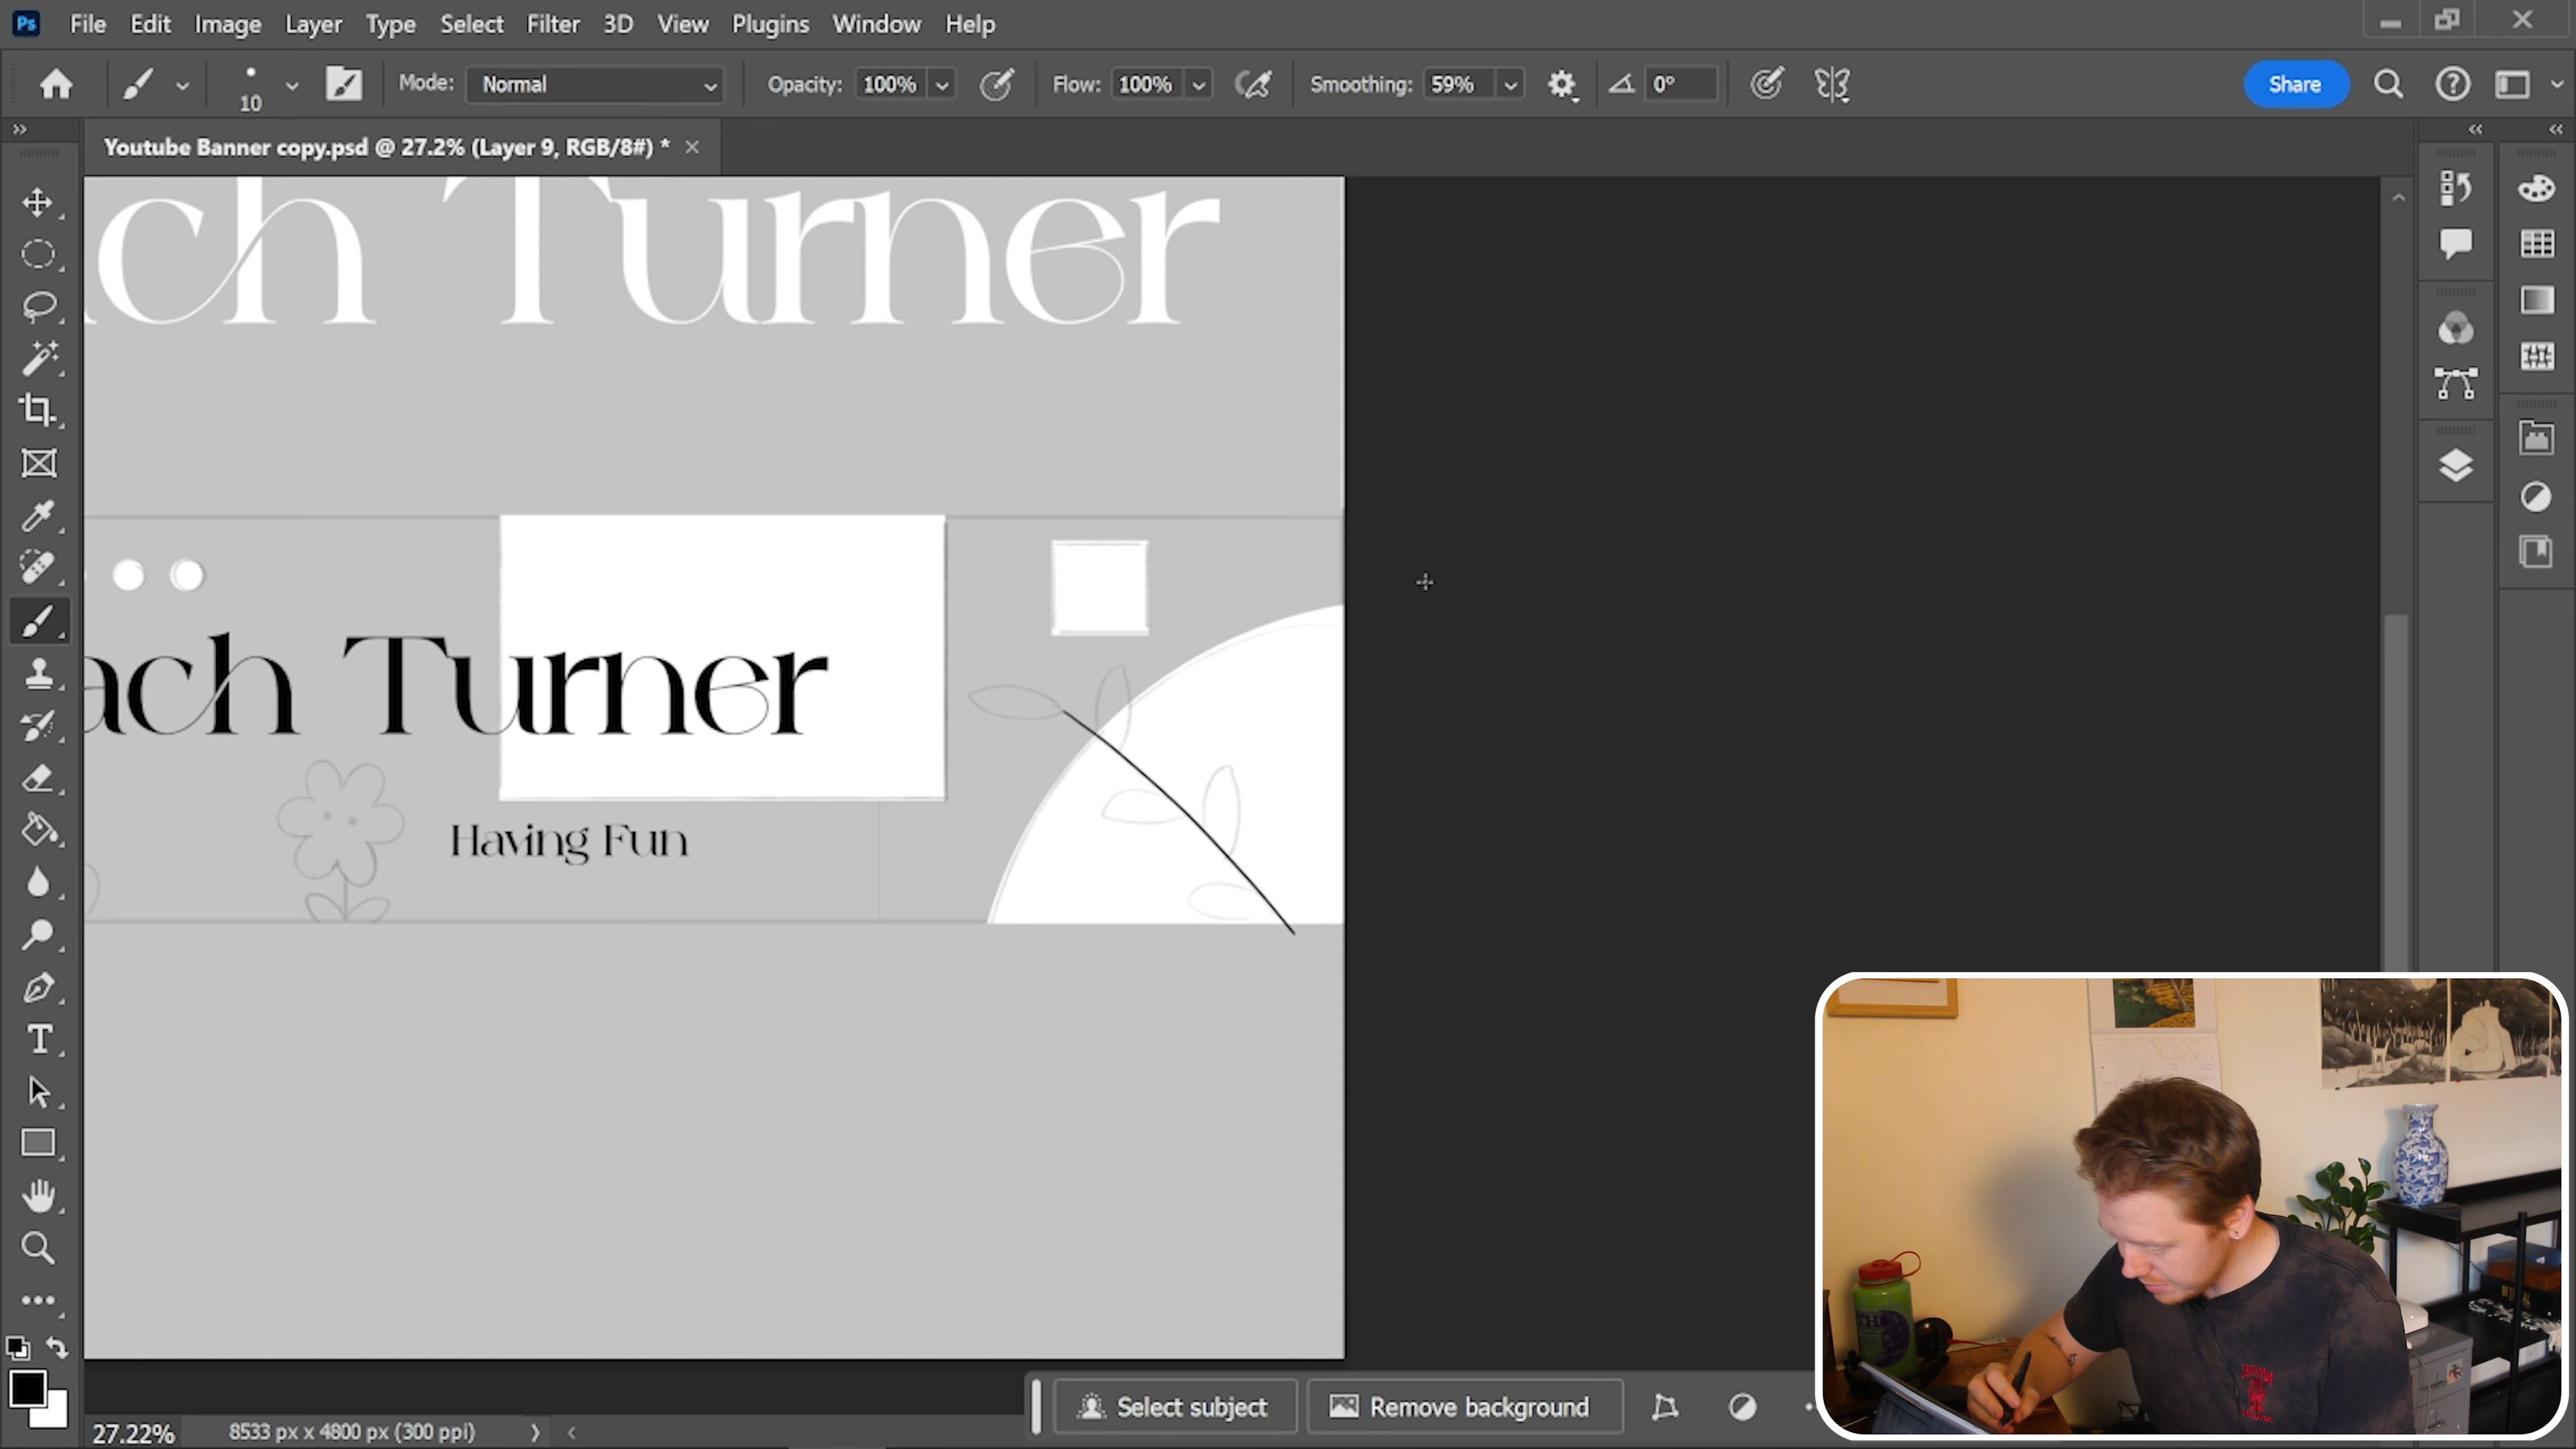 Ps File Edit Image Layer Type Select Filter 3D View Plugins Window Help
10 Mode: Normal Opacity: 100% Flow: 100% Smoothing: 59% 0° Share
Youtube Banner copy.psd @ 27.2% (Layer 9, RGB/8#) *
ch Turner
ach Turner
Having Fun
T
Select subject Remove background
27.22% 8533 px x 4800 px (300 ppi)